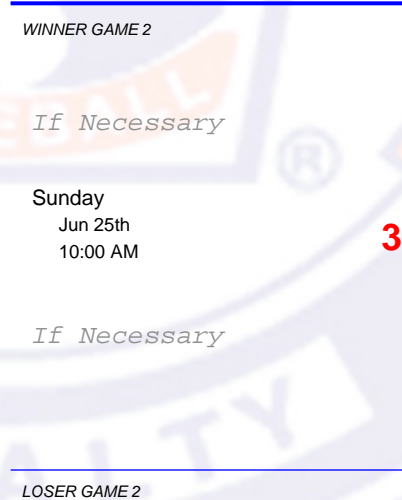 WINNER GAME 2
If Necessary
Sunday
Jun 25th
10:00 AM
3
If Necessary
LOSER GAME 2